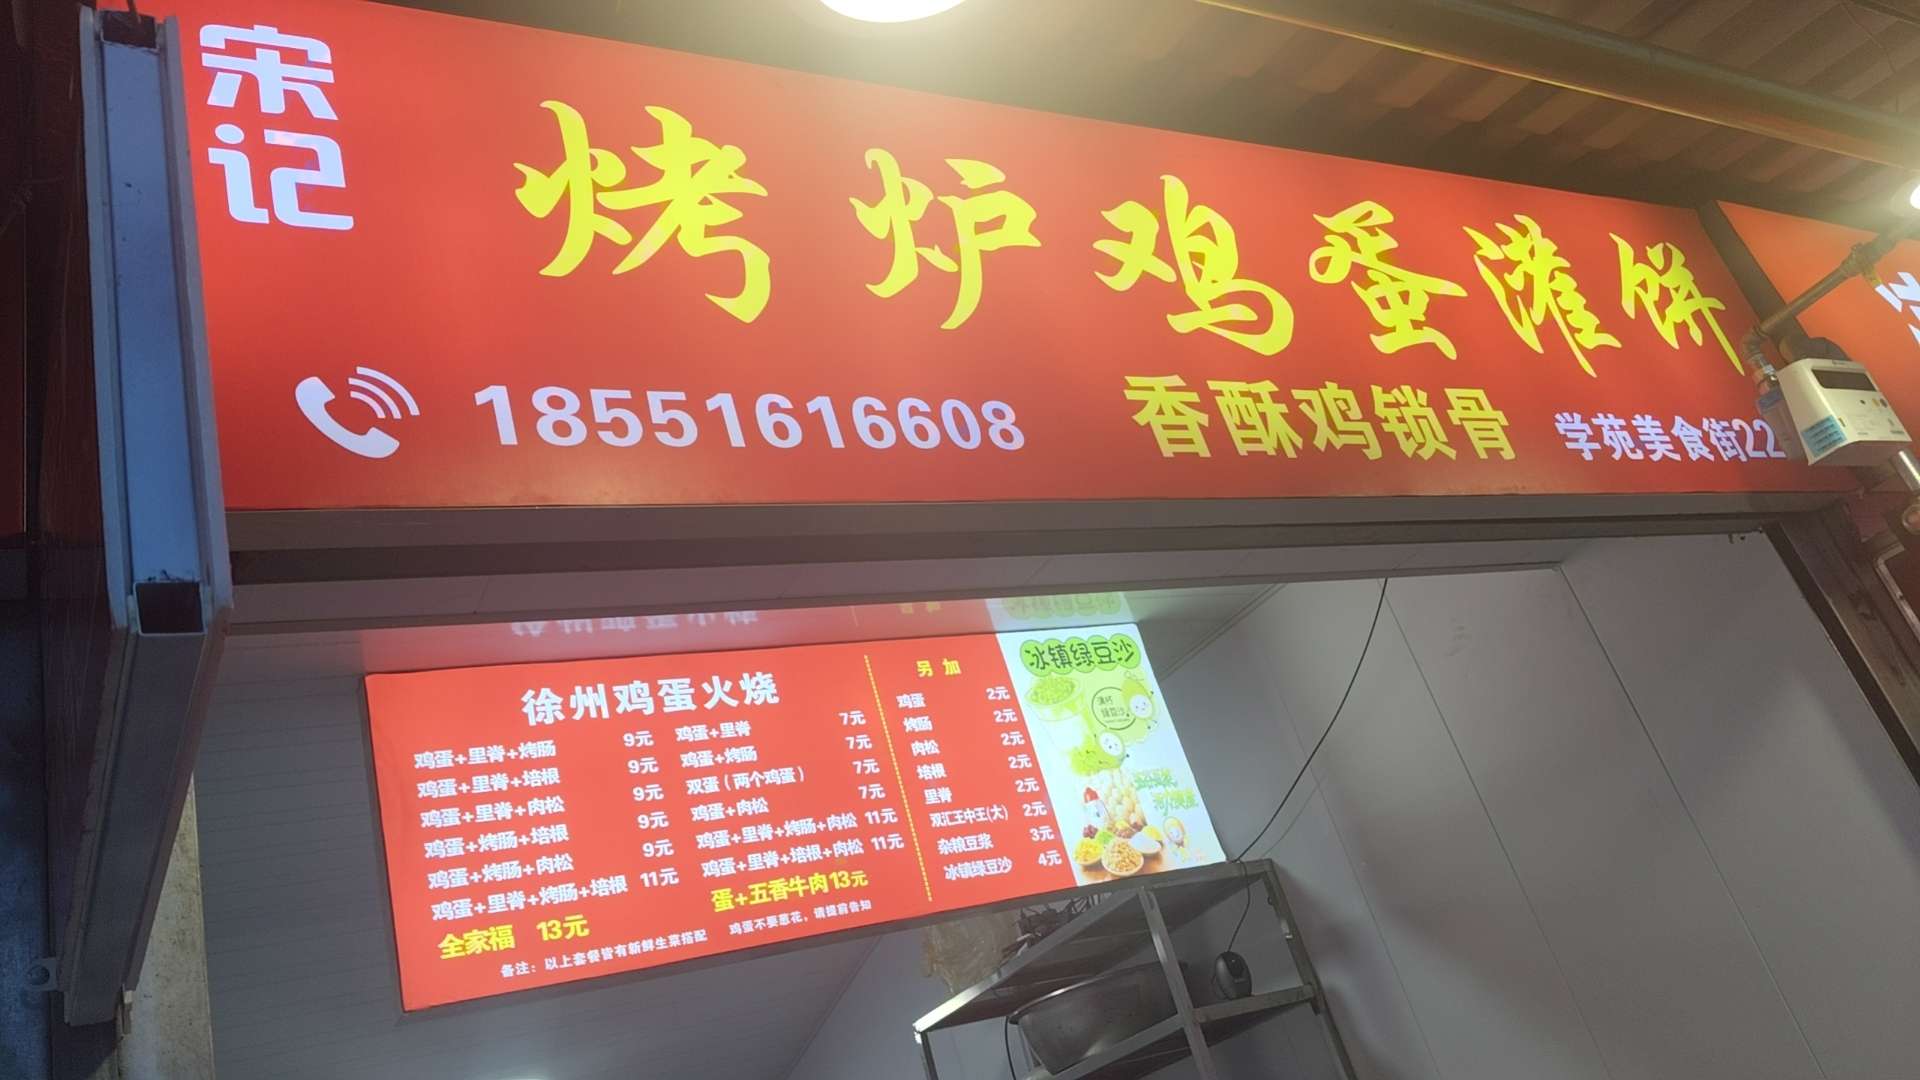 宋记
烤炉鸡蛋灌饼
18551616608
香酥鸡锁骨
学苑美食街22
徐州鸡蛋火烧
鸡蛋+里脊+烤肠 9元
鸡蛋+里脊+培根 9元
鸡蛋+里脊+肉松 9元
鸡蛋+烤肠+培根 9元
鸡蛋+烤肠+肉松 9元
鸡蛋+里脊+烤肠+培根 11元
全家福 13元
鸡蛋+里脊 7元
鸡蛋+烤肠 7元
双蛋(两个鸡蛋) 7元
鸡蛋+肉松 7元
鸡蛋+里脊+烤肠+肉松 11元
鸡蛋+里脊+培根+肉松 11元
蛋+五香牛肉13元
备注:以上套餐皆有新鲜生菜搭配 鸡蛋不要葱花,请提前告知
另加
鸡蛋 2元
烤肠 2元
肉松 2元
培根 2元
里脊 2元
双汇王中王(大) 2元
杂粮豆浆 3元
冰镇绿豆沙 4元
冰镇绿豆沙
满杯
绿豆沙